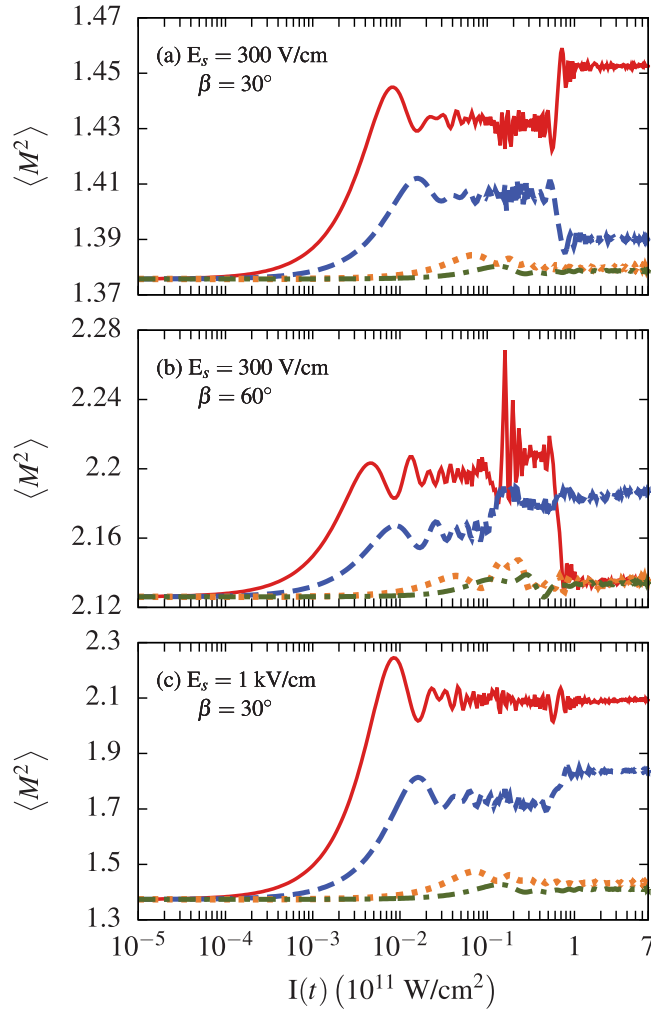 1.47
(a) E_s = 300 V/cm
β = 30°
1.45
1.43
⟨M²⟩
1.41
1.39
1.37
2.28
(b) E_s = 300 V/cm
β = 60°
2.24
2.2
⟨M²⟩
2.16
2.12
2.3
(c) E_s = 1 kV/cm
β = 30°
2.1
1.9
⟨M²⟩
1.7
1.5
1.3
10⁻⁵ 10⁻⁴ 10⁻³ 10⁻² 10⁻¹ 1 7
I(t) (10¹¹ W/cm²)